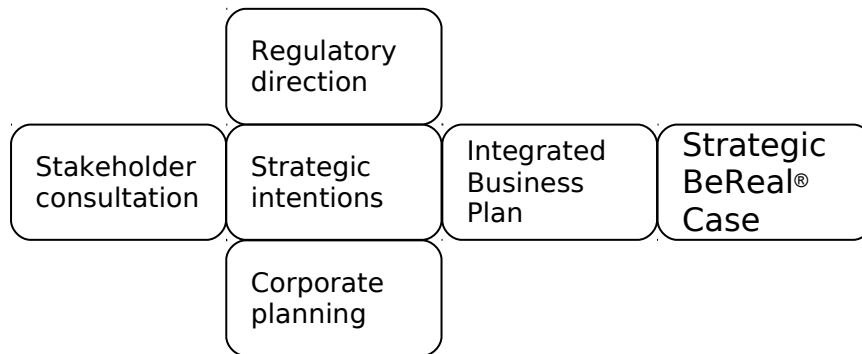 Regulatory
direction
Stakeholder
consultation
Strategic
intentions
Integrated
Business
Plan
Strategic
BeReal®
Case
Corporate
planning